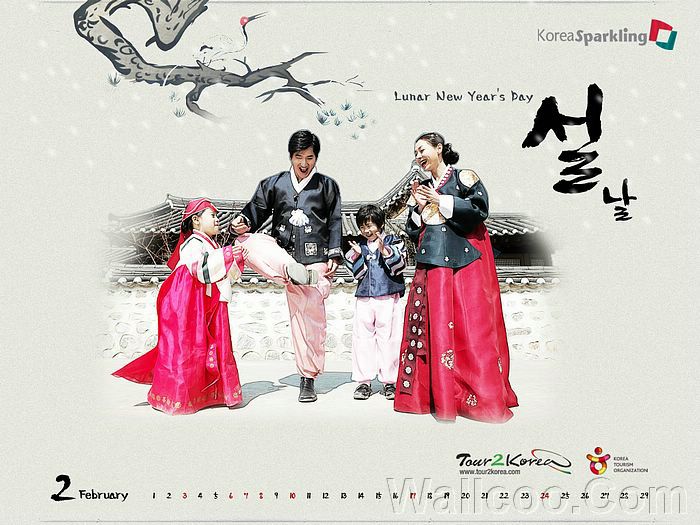 KoreaSparkling
Lunar New Year's Day
설날
Tour2Korea
www.tour2korea.com
KOREA
TOURISM
ORGANIZATION
2 February 1 2 3 4 5 6 7 8 9 10 11 12 13 14 15 16 17 18 19 20 21 22 23 24 25 26 27 28 29
Wallcoo.com